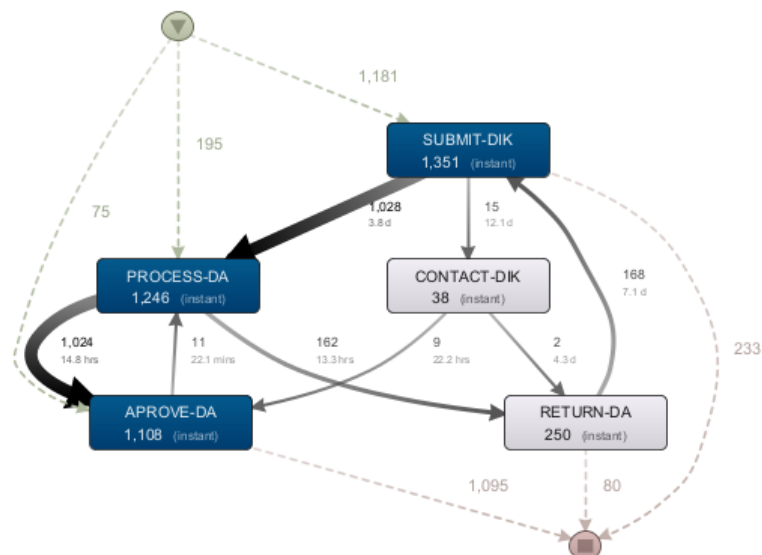 1,181
SUBMIT-DIK
1,351 (instant)
195
75
1,028
3.8 d
15
12.1 d
PROCESS-DA
1,246 (instant)
CONTACT-DIK
38 (instant)
168
7.1 d
1,024
14.8 hrs
11
22.1 mins
162
13.3 hrs
9
22.2 hrs
2
4.3 d
233
APROVE-DA
1,108 (instant)
RETURN-DA
250 (instant)
1,095
80